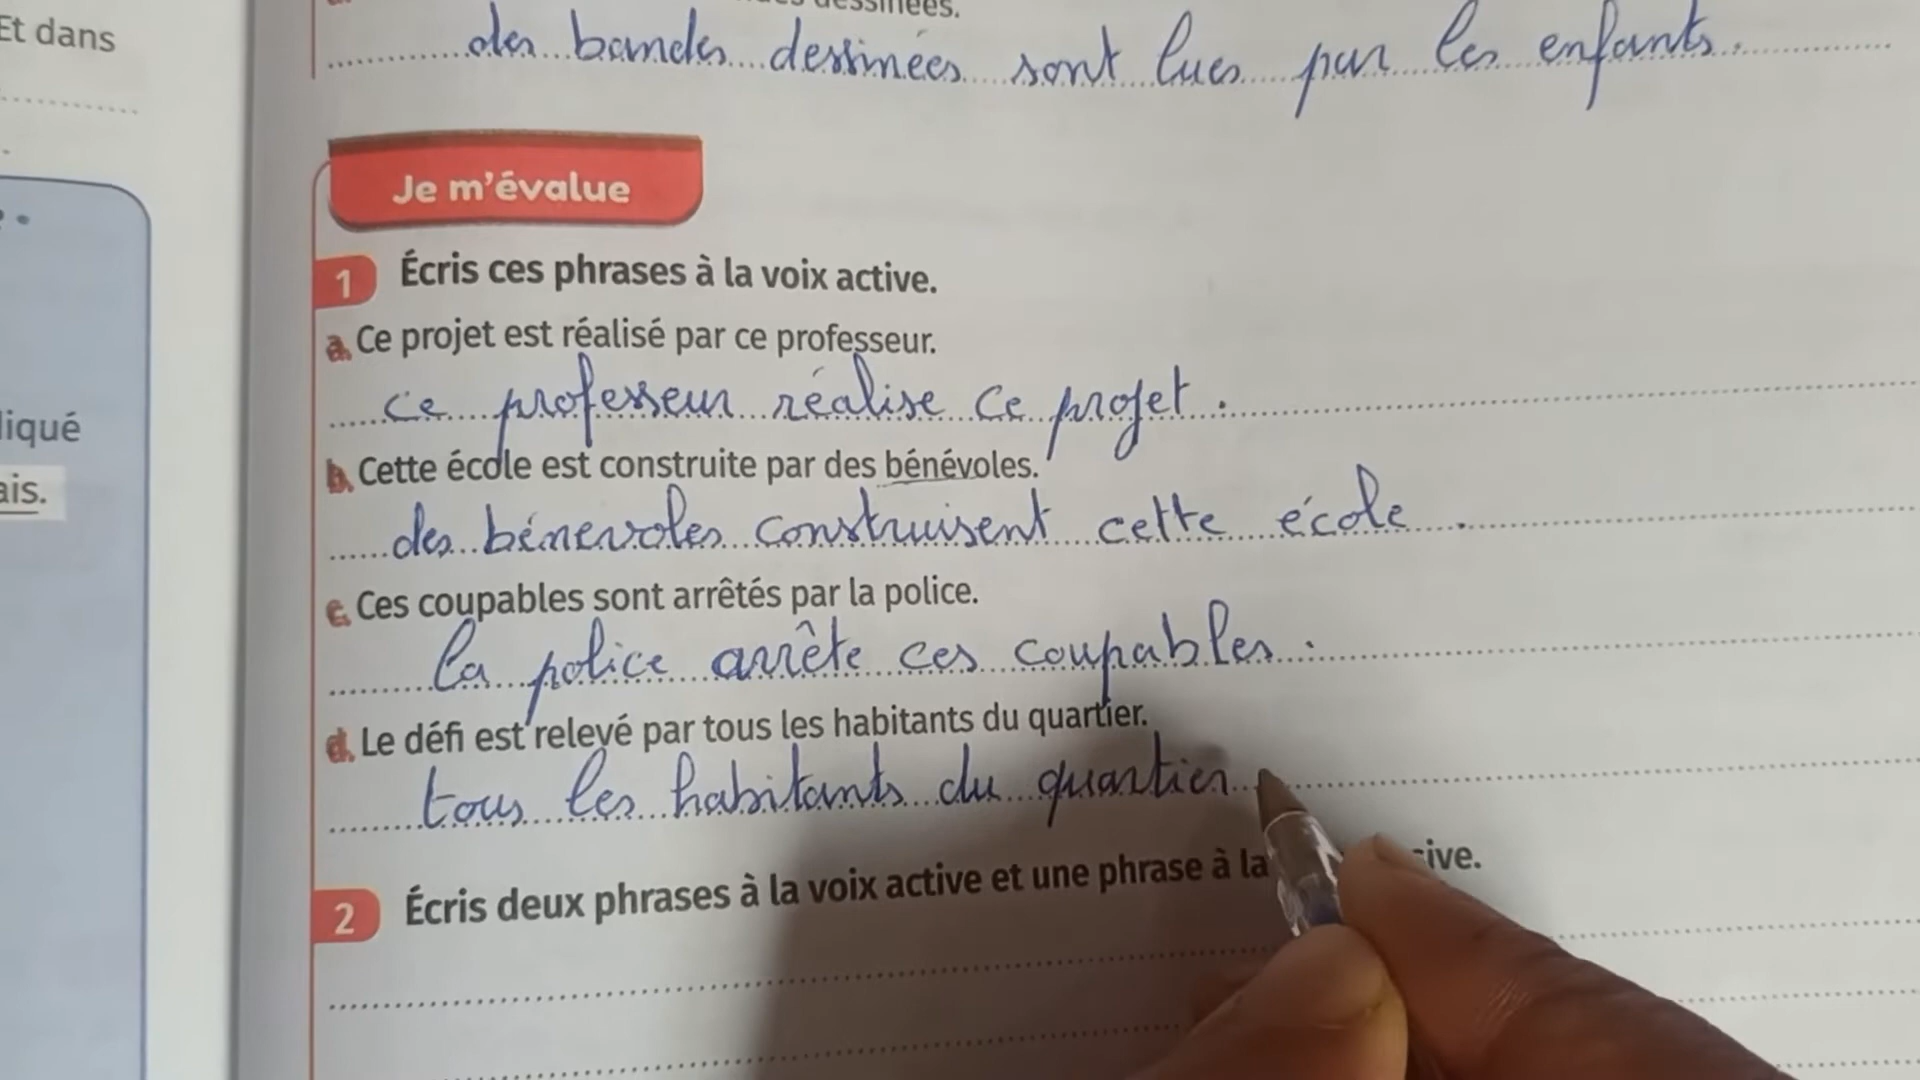 Et dans
dessinées.
des bandes dessinées sont lues par les enfants.
Je m'évalue
1 Écris ces phrases à la voix active.
a. Ce projet est réalisé par ce professeur.
ce professeur réalise ce projet.
b. Cette école est construite par des bénévoles.
des bénevoles construisent cette école.
c. Ces coupables sont arrêtés par la police.
la police arrête ces coupables.
d. Le défi est relevé par tous les habitants du quartier.
tous les habitants du quartier
2 Écris deux phrases à la voix active et une phrase à la
liqué
ais.